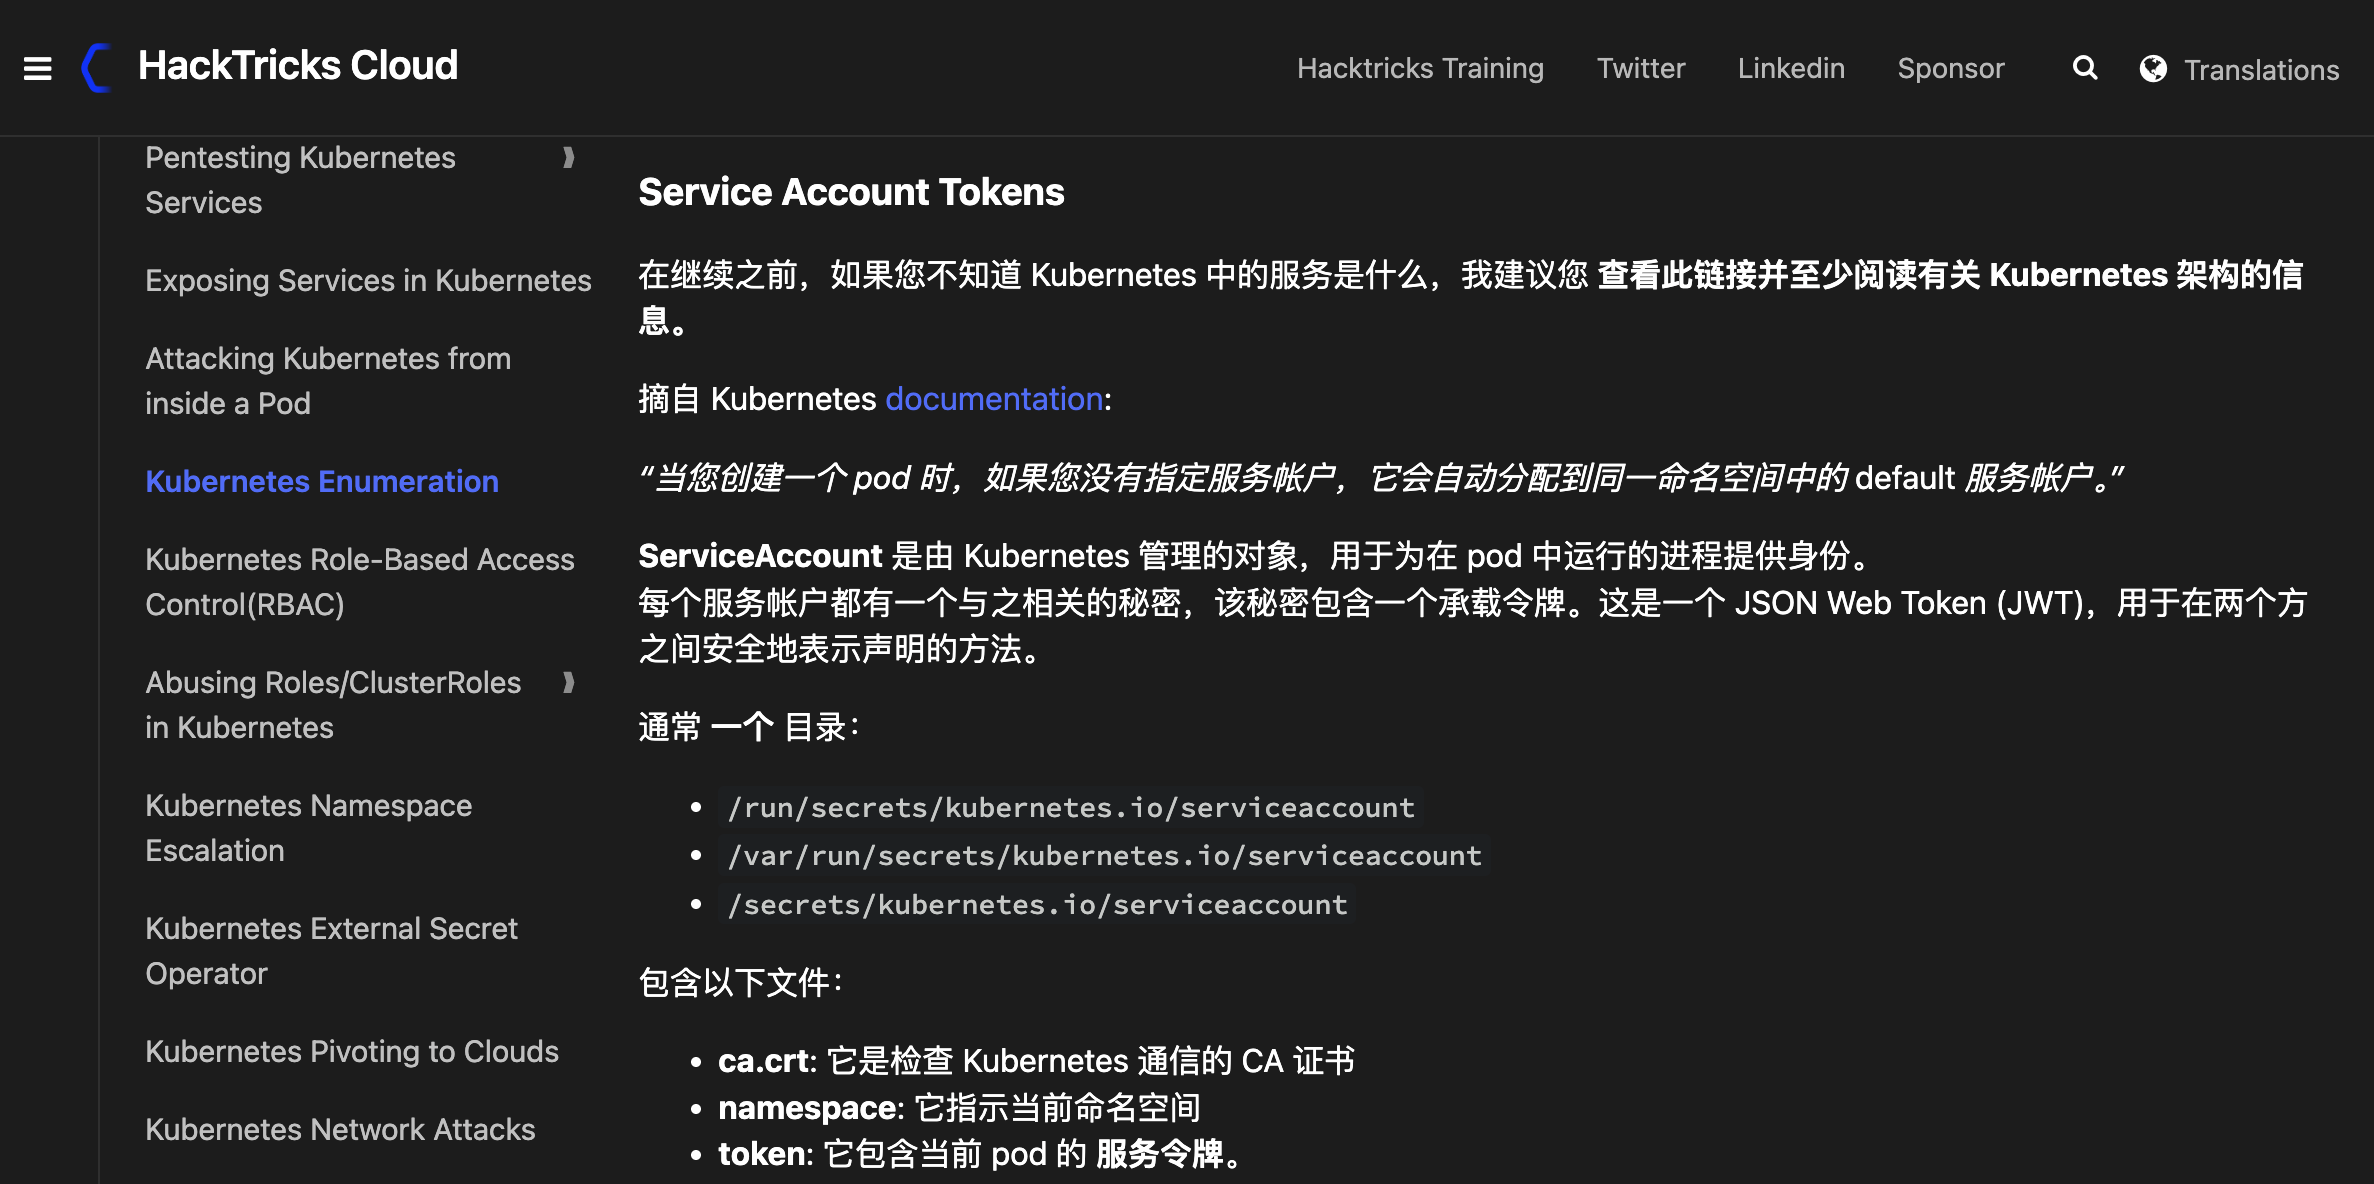 HackTricks Cloud
Hacktricks Training
Twitter
Linkedin
Sponsor
Translations
Pentesting Kubernetes
Services
Exposing Services in Kubernetes
Attacking Kubernetes from
inside a Pod
Kubernetes Enumeration
Kubernetes Role-Based Access
Control(RBAC)
Abusing Roles/ClusterRoles
in Kubernetes
Kubernetes Namespace
Escalation
Kubernetes External Secret
Operator
Kubernetes Pivoting to Clouds
Kubernetes Network Attacks
Service Account Tokens
在继续之前，如果您不知道 Kubernetes 中的服务是什么，我建议您 查看此链接并至少阅读有关 Kubernetes 架构的信
息。
摘自 Kubernetes documentation:
“当您创建一个 pod 时，如果您没有指定服务帐户，它会自动分配到同一命名空间中的 default 服务帐户。”
ServiceAccount 是由 Kubernetes 管理的对象，用于为在 pod 中运行的进程提供身份。
每个服务帐户都有一个与之相关的秘密，该秘密包含一个承载令牌。这是一个 JSON Web Token (JWT)，用于在两个方
之间安全地表示声明的方法。
通常 一个 目录：
• /run/secrets/kubernetes.io/serviceaccount
• /var/run/secrets/kubernetes.io/serviceaccount
• /secrets/kubernetes.io/serviceaccount
包含以下文件：
• ca.crt: 它是检查 Kubernetes 通信的 CA 证书
• namespace: 它指示当前命名空间
• token: 它包含当前 pod 的 服务令牌。